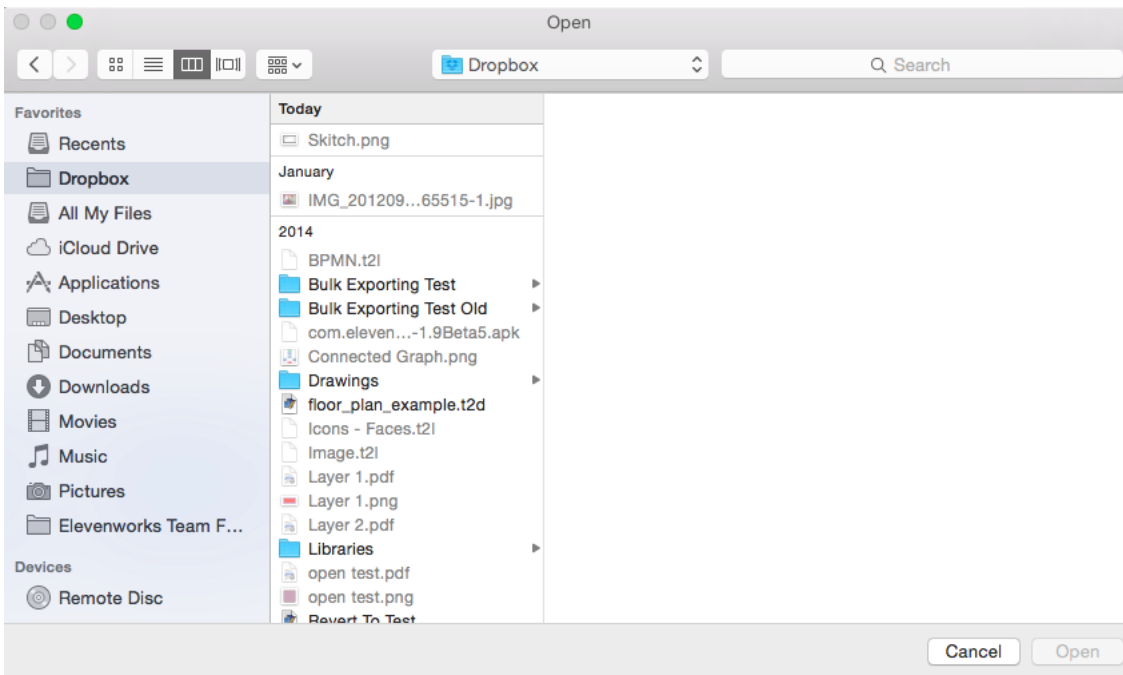 Open
Dropbox
Search
Favorites
Recents
Dropbox
All My Files
iCloud Drive
Applications
Desktop
Documents
Downloads
Movies
Music
Pictures
Elevenworks Team F...
Devices
Remote Disc
Today
Skitch.png
January
IMG_201209...65515-1.jpg
2014
BPMN.t2l
Bulk Exporting Test
Bulk Exporting Test Old
com.eleven...-1.9Beta5.apk
Connected Graph.png
Drawings
floor_plan_example.t2d
Icons - Faces.t2l
Image.t2l
Layer 1.pdf
Layer 1.png
Layer 2.pdf
Libraries
open test.pdf
open test.png
Revert To Test
Cancel
Open